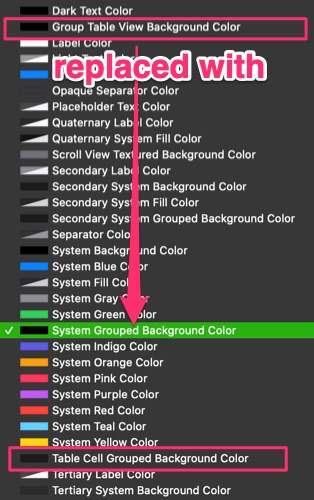 Dark Text Color
Group Table View Background Color
Label Color
replaced with
Opaque Separator Color
Placeholder Text Color
Quaternary Label Color
Quaternary System Fill Color
Scroll View Textured Background Color
Secondary Label Color
Secondary System Background Color
Secondary System Fill Color
Secondary System Grouped Background Color
Separator Color
System Background Color
System Blue Color
System Fill Color
System Gray Color
System Green Color
✓ System Grouped Background Color
System Indigo Color
System Orange Color
System Pink Color
System Purple Color
System Red Color
System Teal Color
System Yellow Color
Table Cell Grouped Background Color
Tertiary Label Color
Tertiary System Background Color